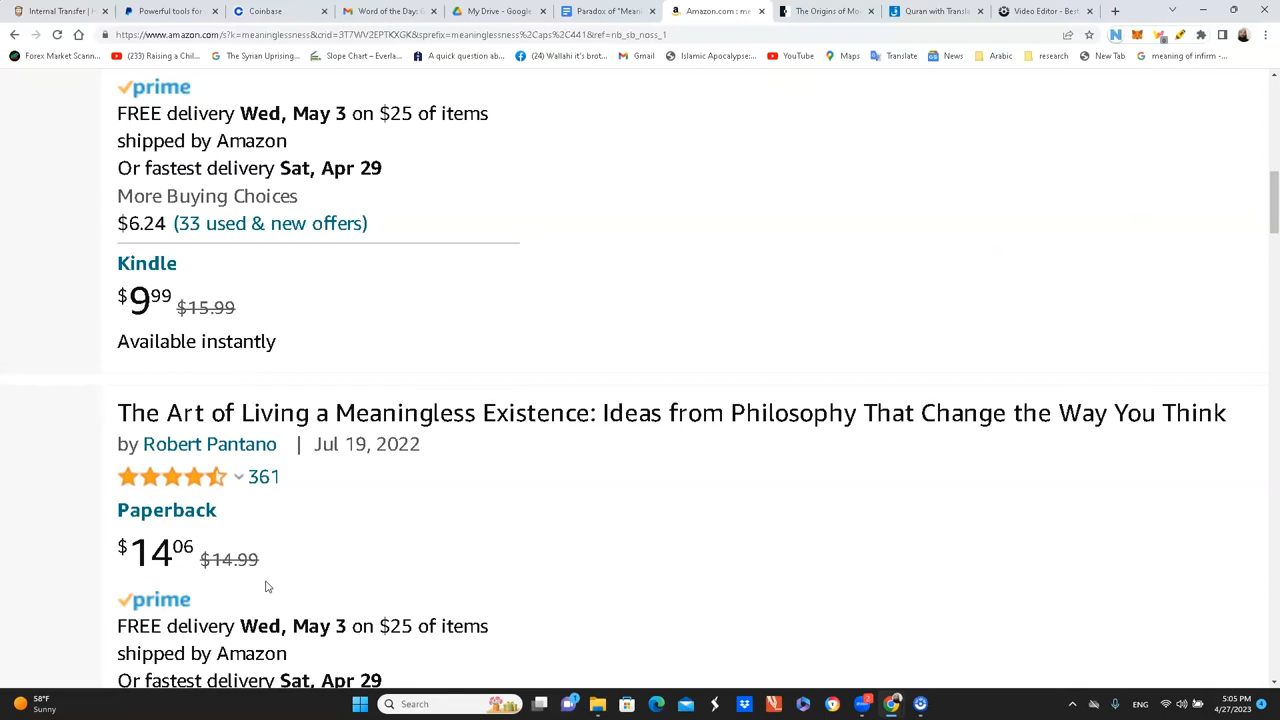 Internal Transfer | H
Powerful tools for
Coinbase
Word of the Day:
My Drive - Google
Paradox of "Meani
Amazon.com : me
The Origins of Mo
Quran with Transla
Video Editor - Best
https://www.amazon.com/s?k=meaninglessness&crid=3T7WV2EPTKXGK&sprefix=meaninglessness%2Caps%2C441&ref=nb_sb_noss_1
Forex Market Scann...
(233) Raising a Chil...
The Syrian Uprising...
Slope Chart – Everla...
A quick question ab...
(24) Wallahi it's bot...
Gmail
Islamic Apocalypse:...
YouTube
Maps
Translate
News
Arabic
research
New Tab
meaning of infirm -...
prime
FREE delivery Wed, May 3 on $25 of items
shipped by Amazon
Or fastest delivery Sat, Apr 29
More Buying Choices
$6.24 (33 used & new offers)
Kindle
$9.99 $15.99
Available instantly
The Art of Living a Meaningless Existence: Ideas from Philosophy That Change the Way You Think
by Robert Pantano | Jul 19, 2022
361
Paperback
$14.06 $14.99
prime
FREE delivery Wed, May 3 on $25 of items
shipped by Amazon
Or fastest delivery Sat, Apr 29
58°F
Sunny
Search
ENG
5:05 PM
4/27/2023